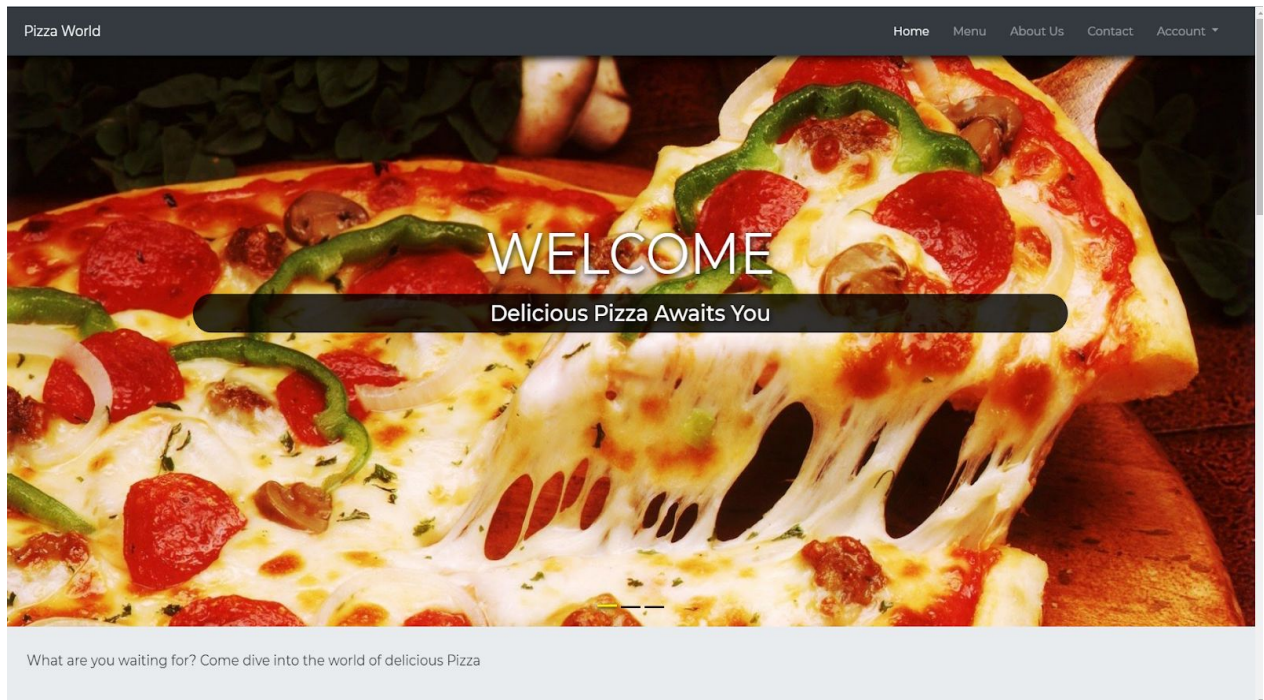 Pizza World
Home Menu About Us Contact Account
WELCOME
Delicious Pizza Awaits You
What are you waiting for? Come dive into the world of delicious Pizza